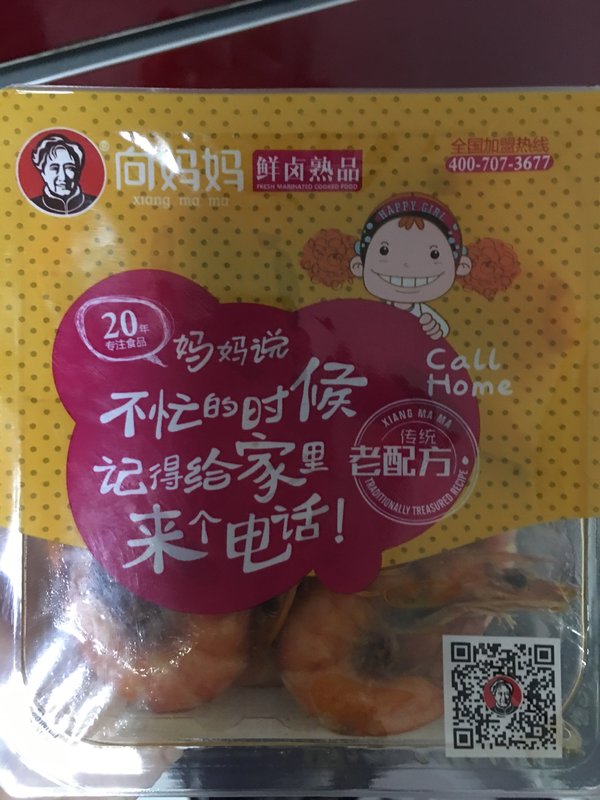 向妈妈
®
xiang ma ma
鲜卤熟品
FRESH MARINATED COOKED FOOD
全国加盟热线
400-707-3677
HAPPY GIRL
20年
专注食品
妈妈说
不忙的时候
记得给家里
来个电话!
Call
Home
XIANG MA MA
传统
老配方
TRADITIONALLY TREASURED RECIPE